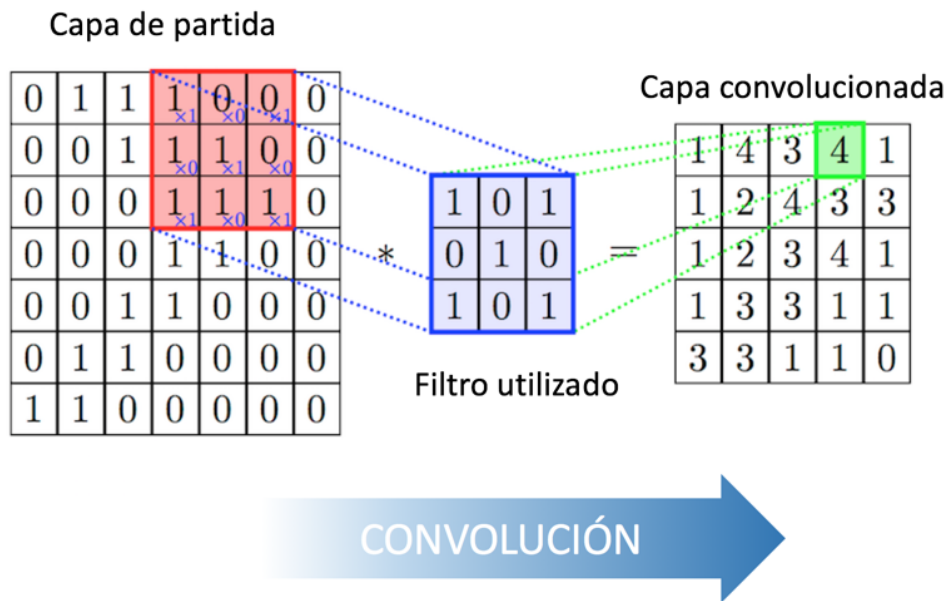 Capa de partida
Capa convolucionada
0 1 1 1 0 0 0
×1 ×0 ×1
0 0 1 1 1 0 0
×0 ×1 ×0
0 0 0 1 1 1 0
×1 ×0 ×1
0 0 0 1 1 0 0
0 0 1 1 0 0 0
0 1 1 0 0 0 0
1 1 0 0 0 0 0
*
1 0 1
0 1 0
1 0 1
Filtro utilizado
=
1 4 3 4 1
1 2 4 3 3
1 2 3 4 1
1 3 3 1 1
3 3 1 1 0
CONVOLUCIÓN